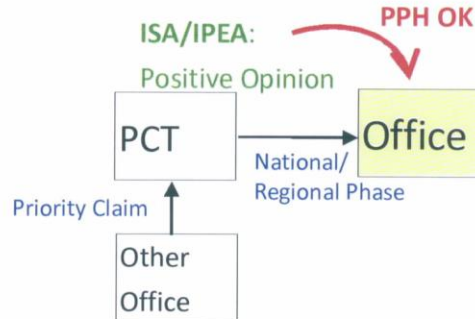 PPH OK
ISA/IPEA:
Positive Opinion
PCT
Office
National/
Regional Phase
Priority Claim
Other
Office